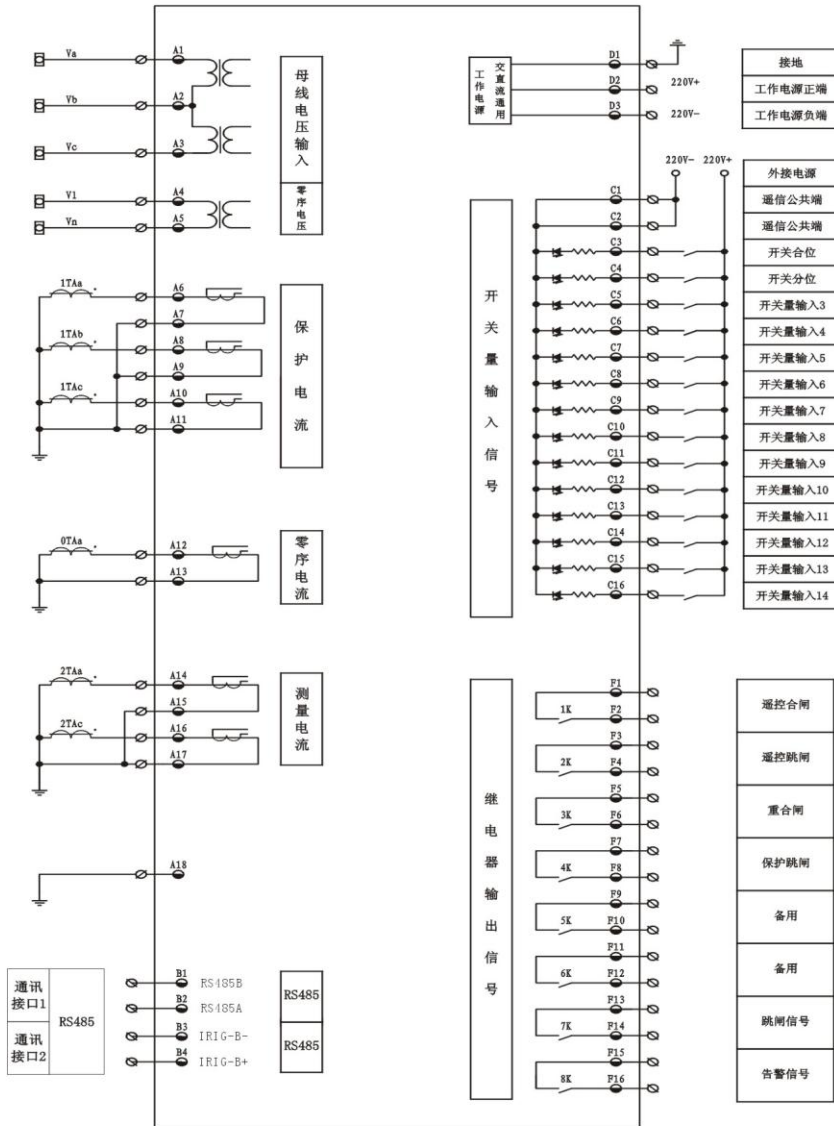 Va
A1
Vb
A2
Vc
A3
V1
A4
Vn
A5
母线电压输入
零序电压
1TAa
A6
A7
1TAb
A8
A9
1TAc
A10
A11
保护电流
0TAa
A12
A13
零序电流
2TAa
A14
A15
2TAc
A16
A17
测量电流
A18
通讯接口1
通讯接口2
RS485
B1
RS485B
B2
RS485A
B3
IRIG-B-
B4
IRIG-B+
RS485
RS485
工作电源
交直流通用
D1
D2
220V+
D3
220V-
接地
工作电源正端
工作电源负端
220V-
220V+
开关量输入信号
C1
C2
C3
C4
C5
C6
C7
C8
C9
C10
C11
C12
C13
C14
C15
C16
外接电源
遥信公共端
遥信公共端
开关合位
开关分位
开关量输入3
开关量输入4
开关量输入5
开关量输入6
开关量输入7
开关量输入8
开关量输入9
开关量输入10
开关量输入11
开关量输入12
开关量输入13
开关量输入14
继电器输出信号
F1
1K
F2
F3
2K
F4
F5
3K
F6
F7
4K
F8
F9
5K
F10
F11
6K
F12
F13
7K
F14
F15
8K
F16
遥控合闸
遥控跳闸
重合闸
保护跳闸
备用
备用
跳闸信号
告警信号